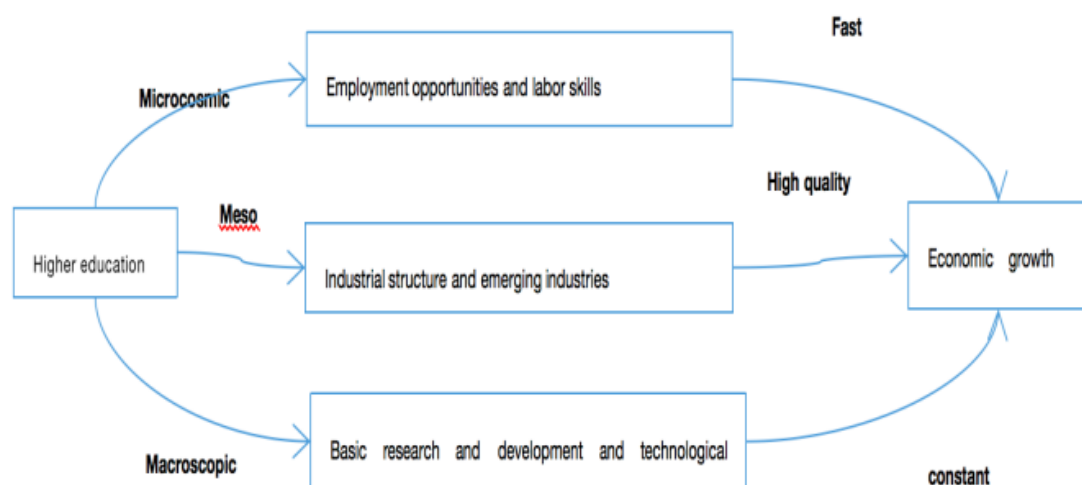 Fast
Employment opportunities and labor skills
Microcosmic
High quality
Meso
Higher education
Industrial structure and emerging industries
Economic growth
Basic research and development and technological
Macroscopic
constant